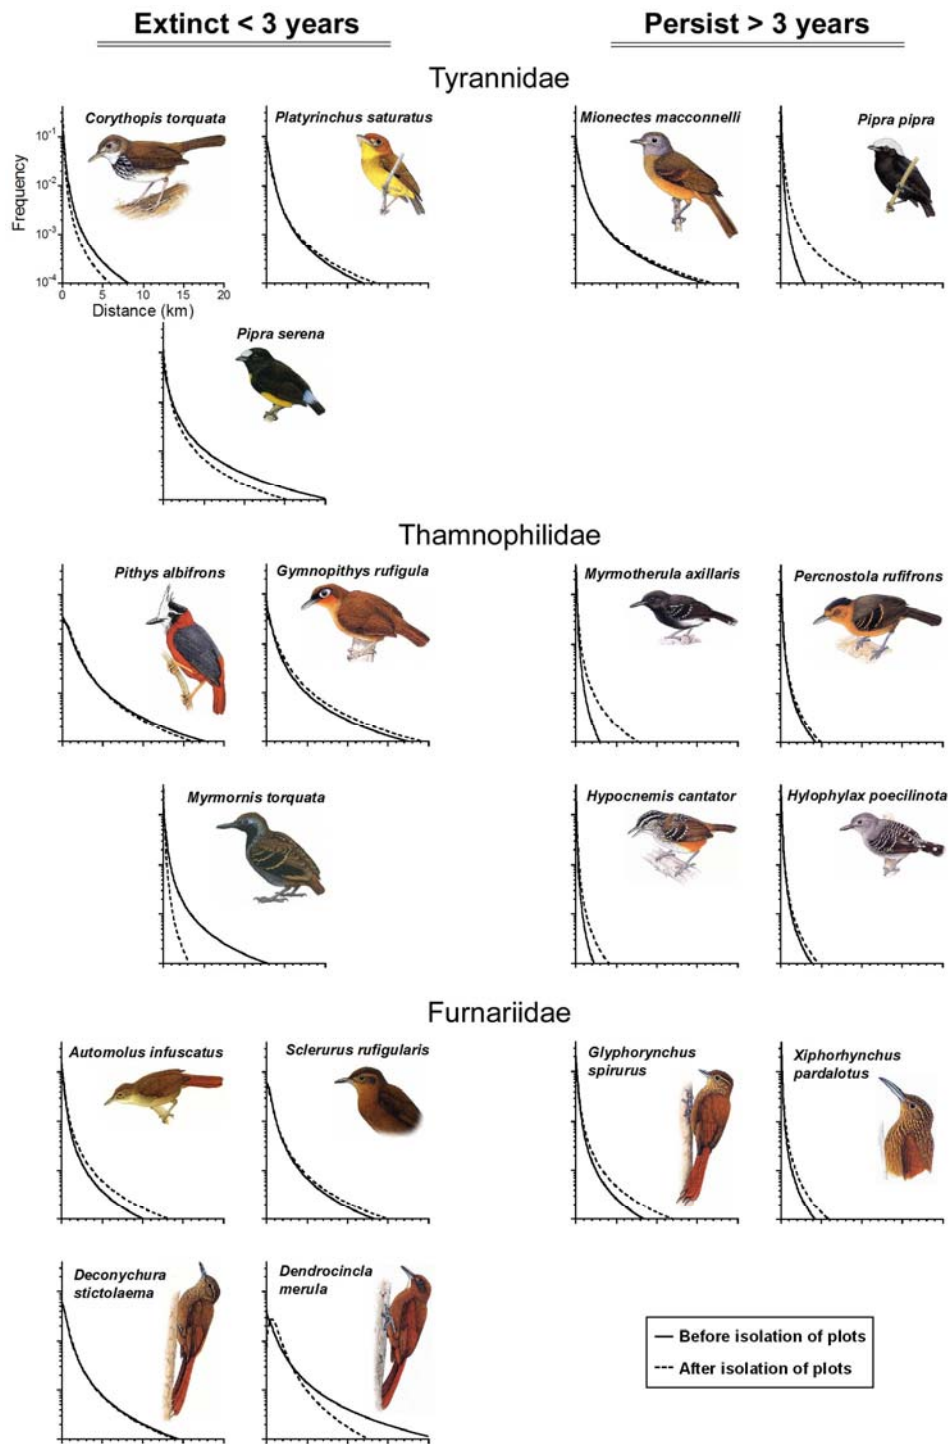 Extinct < 3 years
Persist > 3 years
Tyrannidae
Corythopis torquata
Platyrinchus saturatus
Mionectes macconnelli
Pipra pipra
Frequency
10-1
10-2
10-3
10-4
0 5 10 15 20
Distance (km)
Pipra serena
Thamnophilidae
Pithys albifrons
Gymnopithys rufigula
Myrmotherula axillaris
Percnostola rufifrons
Myrmornis torquata
Hypocnemis cantator
Hylophylax poecilinota
Furnariidae
Automolus infuscatus
Sclerurus rufigularis
Glyphorynchus
spirurus
Xiphorhynchus
pardalotus
Deconychura
stictolaema
Dendrocincla
merula
Before isolation of plots
After isolation of plots